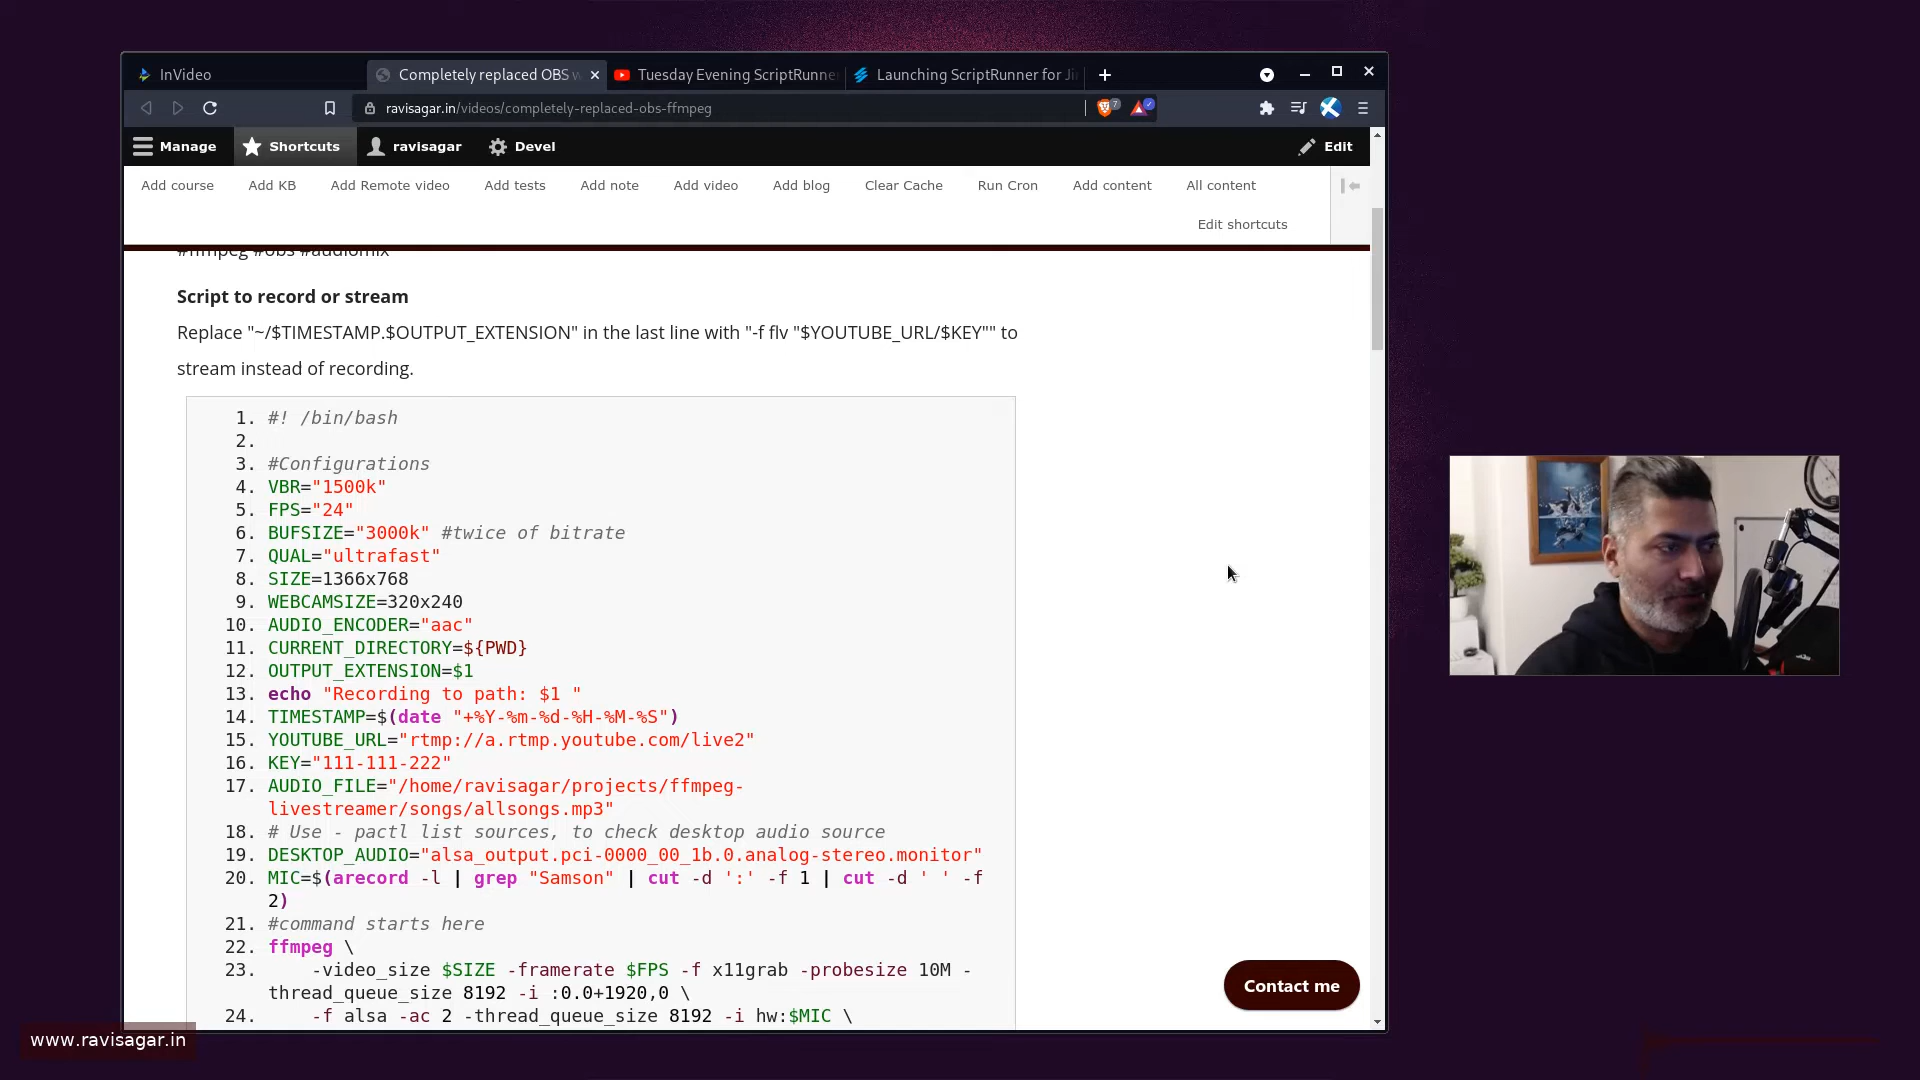 InVideo
Completely replaced OBS w
Tuesday Evening ScriptRunne
Launching ScriptRunner for Ji
ravisagar.in/videos/completely-replaced-obs-ffmpeg
7
Manage
Shortcuts
ravisagar
Devel
Edit
Add course
Add KB
Add Remote video
Add tests
Add note
Add video
Add blog
Clear Cache
Run Cron
Add content
All content
Edit shortcuts
#ffmpeg #obs #audiomix
Script to record or stream
Replace "~/$TIMESTAMP.$OUTPUT_EXTENSION" in the last line with "-f flv "$YOUTUBE_URL/$KEY"" to
stream instead of recording.
1. #! /bin/bash
2.
3. #Configurations
4. VBR="1500k"
5. FPS="24"
6. BUFSIZE="3000k" #twice of bitrate
7. QUAL="ultrafast"
8. SIZE=1366x768
9. WEBCAMSIZE=320x240
10. AUDIO_ENCODER="aac"
11. CURRENT_DIRECTORY=${PWD}
12. OUTPUT_EXTENSION=$1
13. echo "Recording to path: $1 "
14. TIMESTAMP=$(date "+%Y-%m-%d-%H-%M-%S")
15. YOUTUBE_URL="rtmp://a.rtmp.youtube.com/live2"
16. KEY="111-111-222"
17. AUDIO_FILE="/home/ravisagar/projects/ffmpeg-
livestreamer/songs/allsongs.mp3"
18. # Use - pactl list sources, to check desktop audio source
19. DESKTOP_AUDIO="alsa_output.pci-0000_00_1b.0.analog-stereo.monitor"
20. MIC=$(arecord -l | grep "Samson" | cut -d ':' -f 1 | cut -d ' ' -f
2)
21. #command starts here
22. ffmpeg \
23. -video_size $SIZE -framerate $FPS -f x11grab -probesize 10M -
thread_queue_size 8192 -i :0.0+1920,0 \
24. -f alsa -ac 2 -thread_queue_size 8192 -i hw:$MIC \
Contact me
www.ravisagar.in